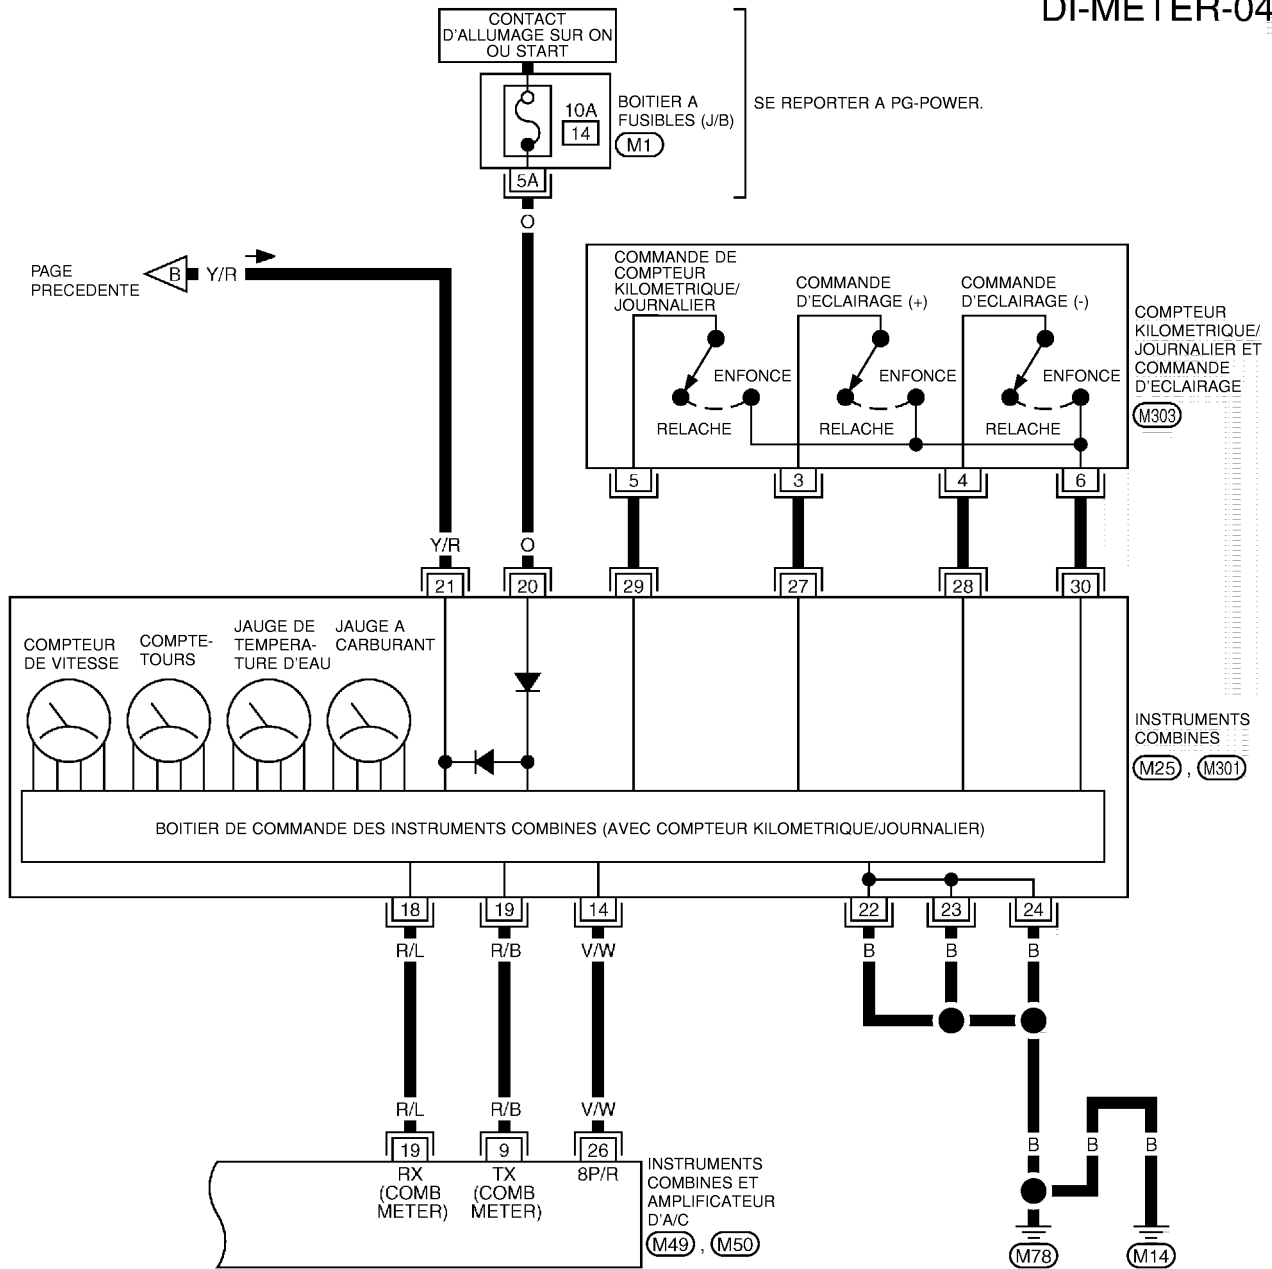 DI-METER-04
CONTACT
D'ALLUMAGE SUR ON
OU START
10A
14
BOITIER A
FUSIBLES (J/B)
M1
SE REPORTER A PG-POWER.
5A
O
PAGE
PRECEDENTE
B
Y/R
COMMANDE DE
COMPTEUR
KILOMETRIQUE/
JOURNALIER
COMMANDE
D'ECLAIRAGE (+)
COMMANDE
D'ECLAIRAGE (-)
ENFONCE
ENFONCE
ENFONCE
RELACHE
RELACHE
RELACHE
COMPTEUR
KILOMETRIQUE/
JOURNALIER ET
COMMANDE
D'ECLAIRAGE
M303
5
3
4
6
Y/R
O
21
20
29
27
28
30
COMPTEUR
DE VITESSE
COMPTE-
TOURS
JAUGE DE
TEMPERA-
TURE D'EAU
JAUGE A
CARBURANT
INSTRUMENTS
COMBINES
M25 , M301
BOITIER DE COMMANDE DES INSTRUMENTS COMBINES (AVEC COMPTEUR KILOMETRIQUE/JOURNALIER)
18
19
14
22
23
24
R/L
R/B
V/W
B
B
B
R/L
R/B
V/W
19
9
26
RX
(COMB
METER)
TX
(COMB
METER)
8P/R
INSTRUMENTS
COMBINES ET
AMPLIFICATEUR
D'A/C
M49 , M50
B
B
B
M78
M14